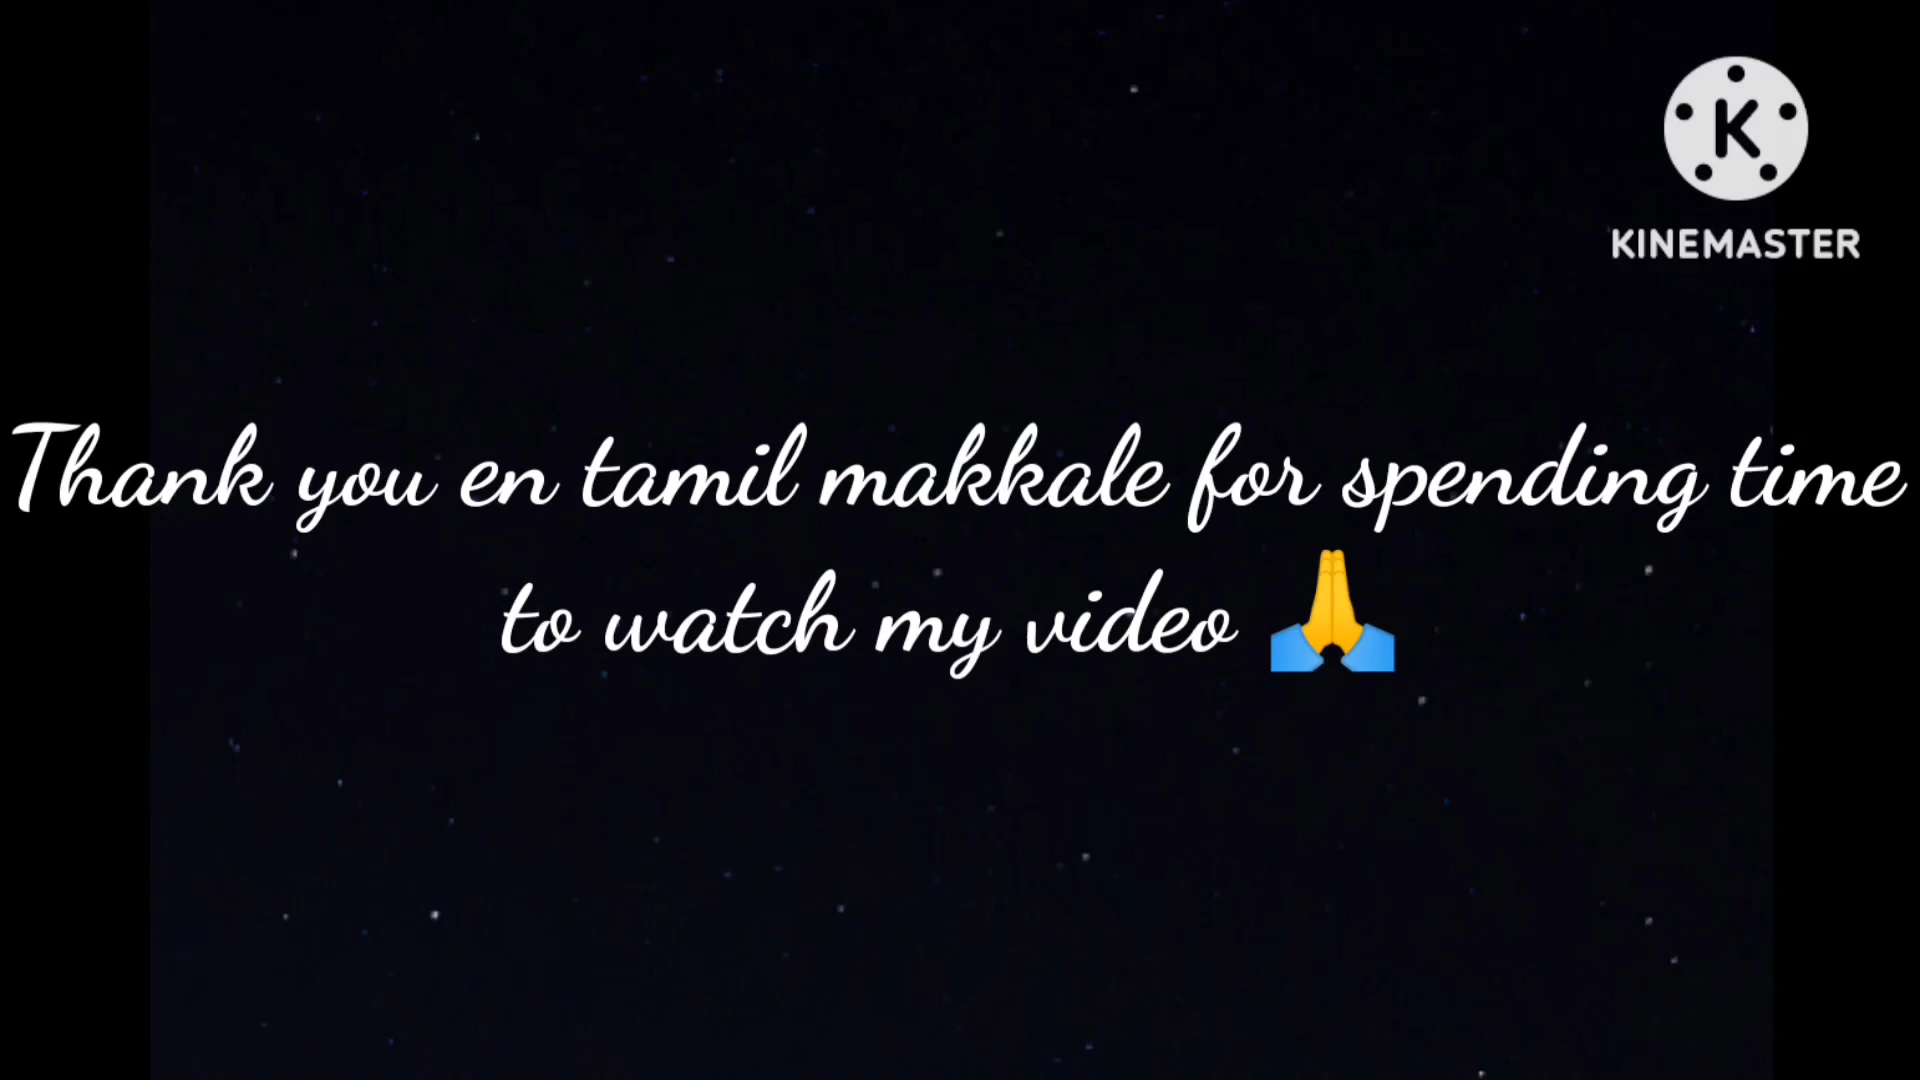 K
KINEMASTER
Thank you en tamil makkale for spending time
to watch my video 🙏